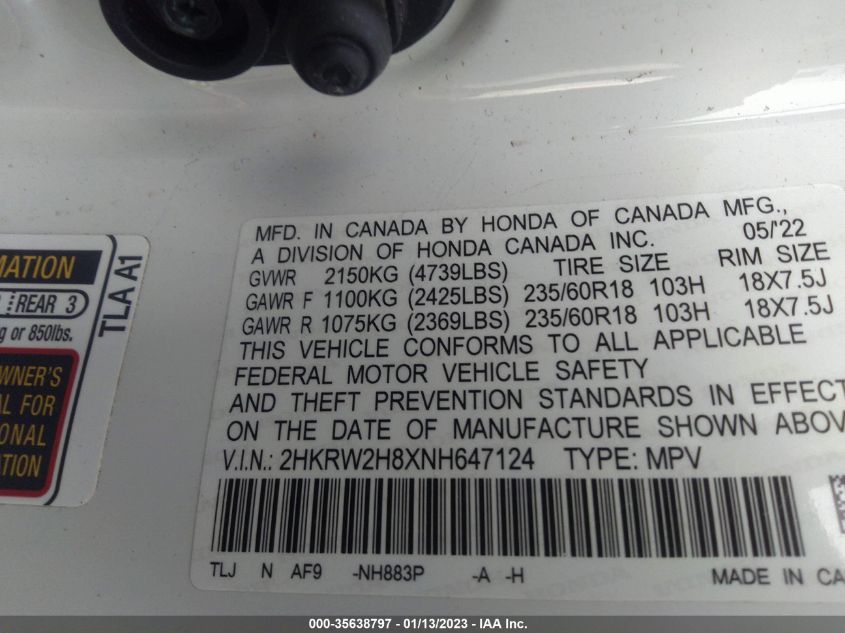 MATION
REAR 3
g or 850lbs.
WNER'S
AL FOR
ONAL
ATION
TLA A1
MFD. IN CANADA BY HONDA OF CANADA MFG.,
A DIVISION OF HONDA CANADA INC. 05/'22
GVWR 2150KG (4739LBS) TIRE SIZE RIM SIZE
GAWR F 1100KG (2425LBS) 235/60R18 103H 18X7.5J
GAWR R 1075KG (2369LBS) 235/60R18 103H 18X7.5J
THIS VEHICLE CONFORMS TO ALL APPLICABLE
FEDERAL MOTOR VEHICLE SAFETY
AND THEFT PREVENTION STANDARDS IN EFFECT
ON THE DATE OF MANUFACTURE SHOWN ABOV
V.I.N.: 2HKRW2H8XNH647124 TYPE: MPV
TLJ N AF9 -NH883P -A -H MADE IN CA
000-35638797 - 01/13/2023 - IAA Inc.